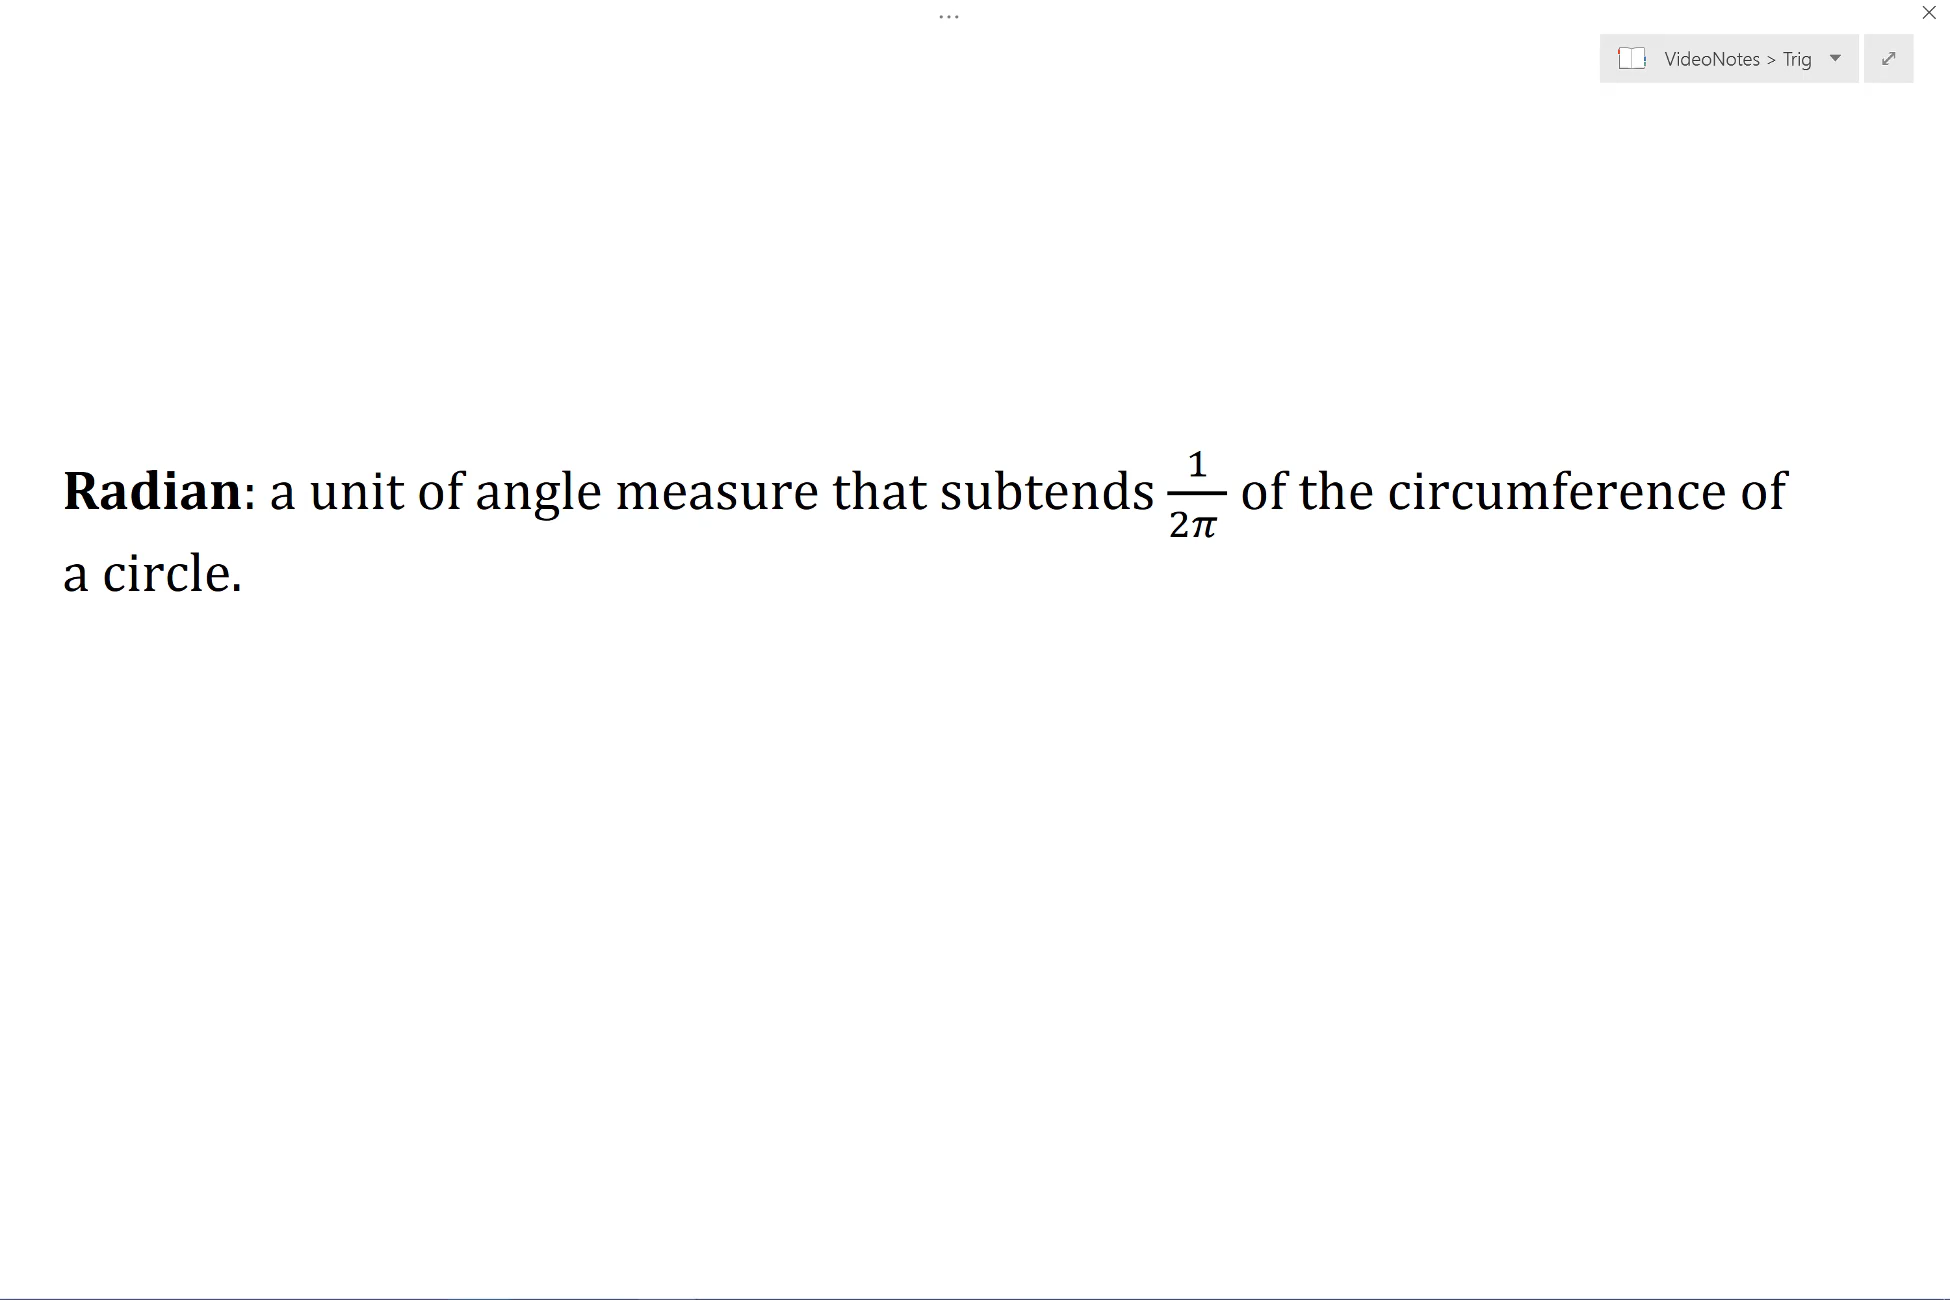 ...
VideoNotes > Trig
Radian: a unit of angle measure that subtends 1/2π of the circumference of
a circle.